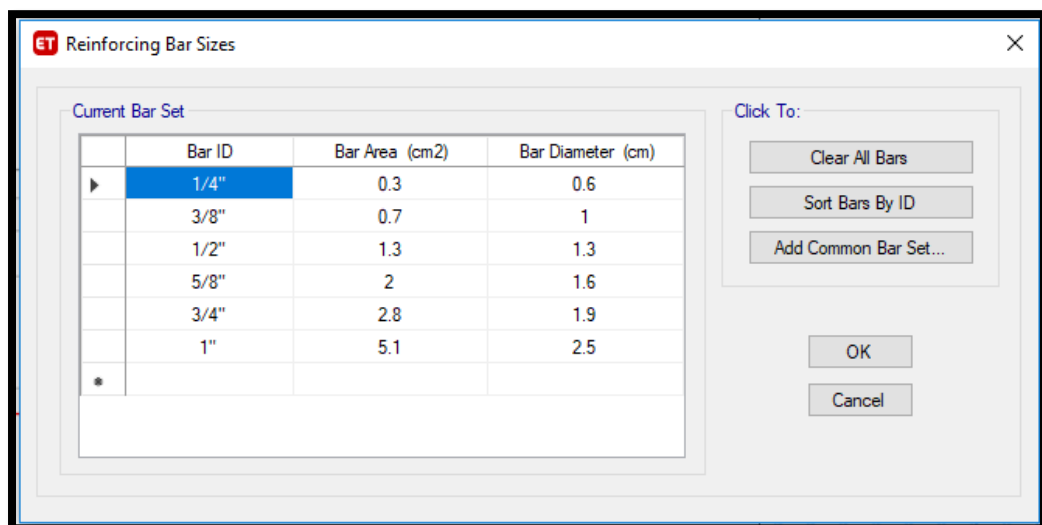 ET Reinforcing Bar Sizes
Current Bar Set
Click To:
Bar ID Bar Area (cm2) Bar Diameter (cm)
1/4" 0.3 0.6
3/8" 0.7 1
1/2" 1.3 1.3
5/8" 2 1.6
3/4" 2.8 1.9
1" 5.1 2.5
Clear All Bars
Sort Bars By ID
Add Common Bar Set...
OK
Cancel